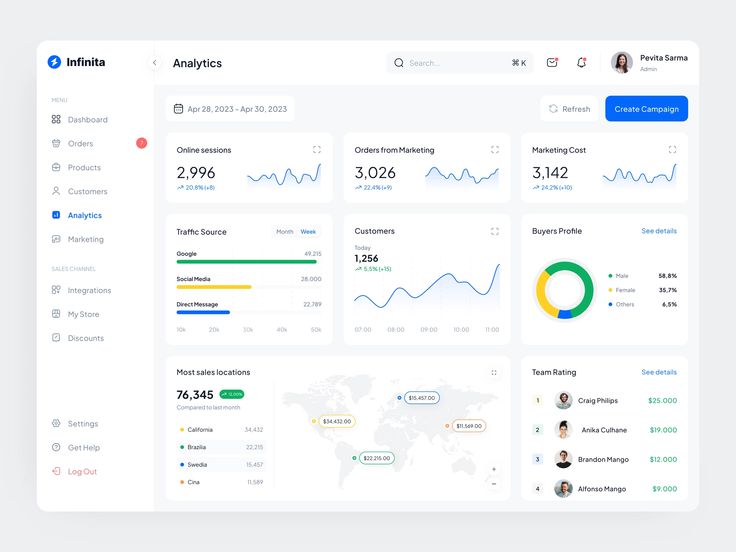 Infinita
MENU
Dashboard
Orders
7
Products
Customers
Analytics
Marketing
SALES CHANNEL
Integrations
My Store
Discounts
Settings
Get Help
Log Out
Analytics
Search...
⌘ K
Pevita Sarma
Admin
Apr 28, 2023 - Apr 30, 2023
Refresh
Create Campaign
Online sessions
2,996
20,8% (+8)
Orders from Marketing
3,026
22,4% (+9)
Marketing Cost
3,142
24,2% (+10)
Traffic Source
Month Week
Google 49,215
Social Media 28,000
Direct Message 22,789
10k 20k 30k 40k 50k
Customers
Today
1,256
5,5% (+15)
07:00 08:00 09:00 10:00 11:00
Buyers Profile
See details
Male 58,8%
Female 35,7%
Others 6,5%
Most sales locations
76,345
12,00%
Compared to last month
California 34,432
Brazilia 22,215
Swedia 15,457
Cina 11,589
$15,457.00
$34,432.00
$11,569.00
$22,215.00
+
−
Team Rating
See details
1 Craig Philips $25.000
2 Anika Culhane $19.000
3 Brandon Mango $12.000
4 Alfonso Mango $9.000